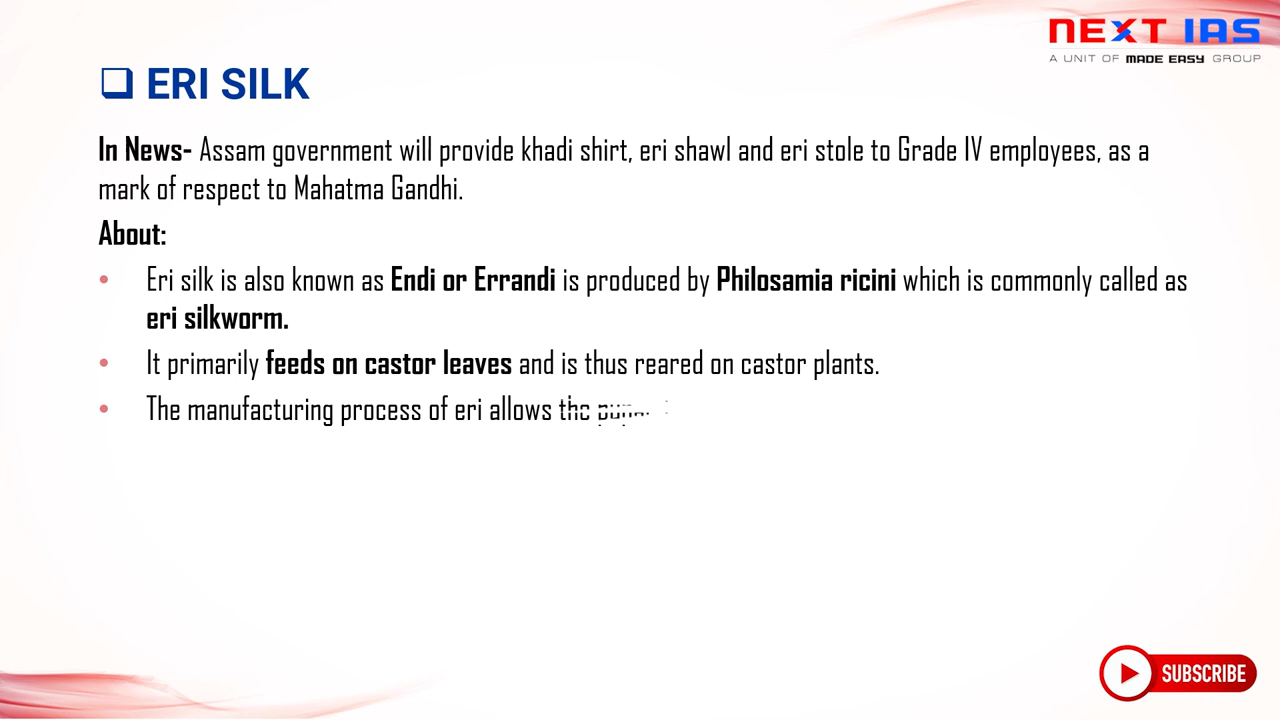 NEXT IAS
A UNIT OF MADE EASY GROUP
ERI SILK
In News- Assam government will provide khadi shirt, eri shawl and eri stole to Grade IV employees, as a
mark of respect to Mahatma Gandhi.
About:
• Eri silk is also known as Endi or Errandi is produced by Philosamia ricini which is commonly called as
eri silkworm.
• It primarily feeds on castor leaves and is thus reared on castor plants.
• The manufacturing process of eri allows the
SUBSCRIBE